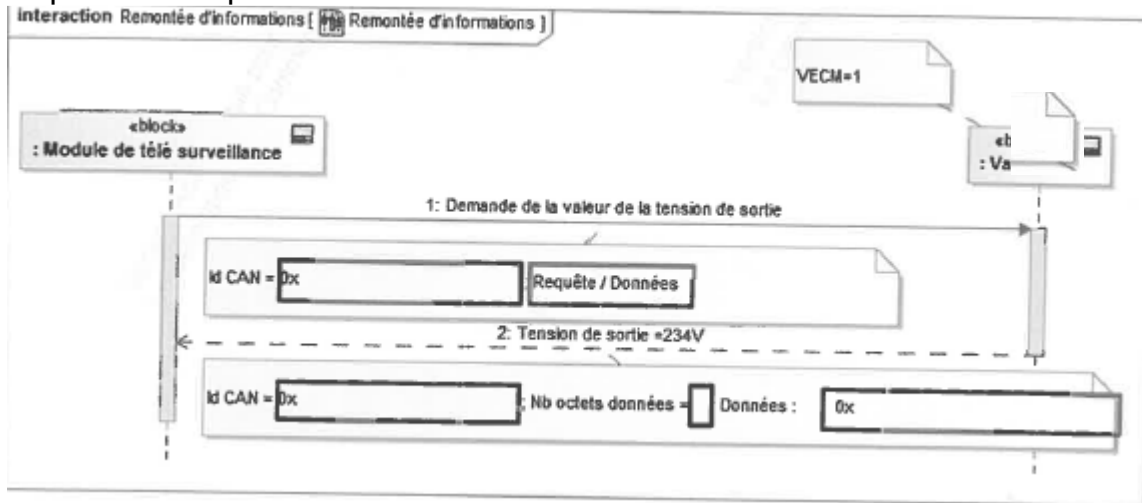 interaction Remontée d'informations [ Remontée d'informations ]
VECM=1
«block»
: Module de télé surveillance
«b
: Va
1: Demande de la valeur de la tension de sortie
Id CAN = 0x ; Requête / Données
2: Tension de sortie =234V
Id CAN = 0x ; Nb octets données = Données : 0x